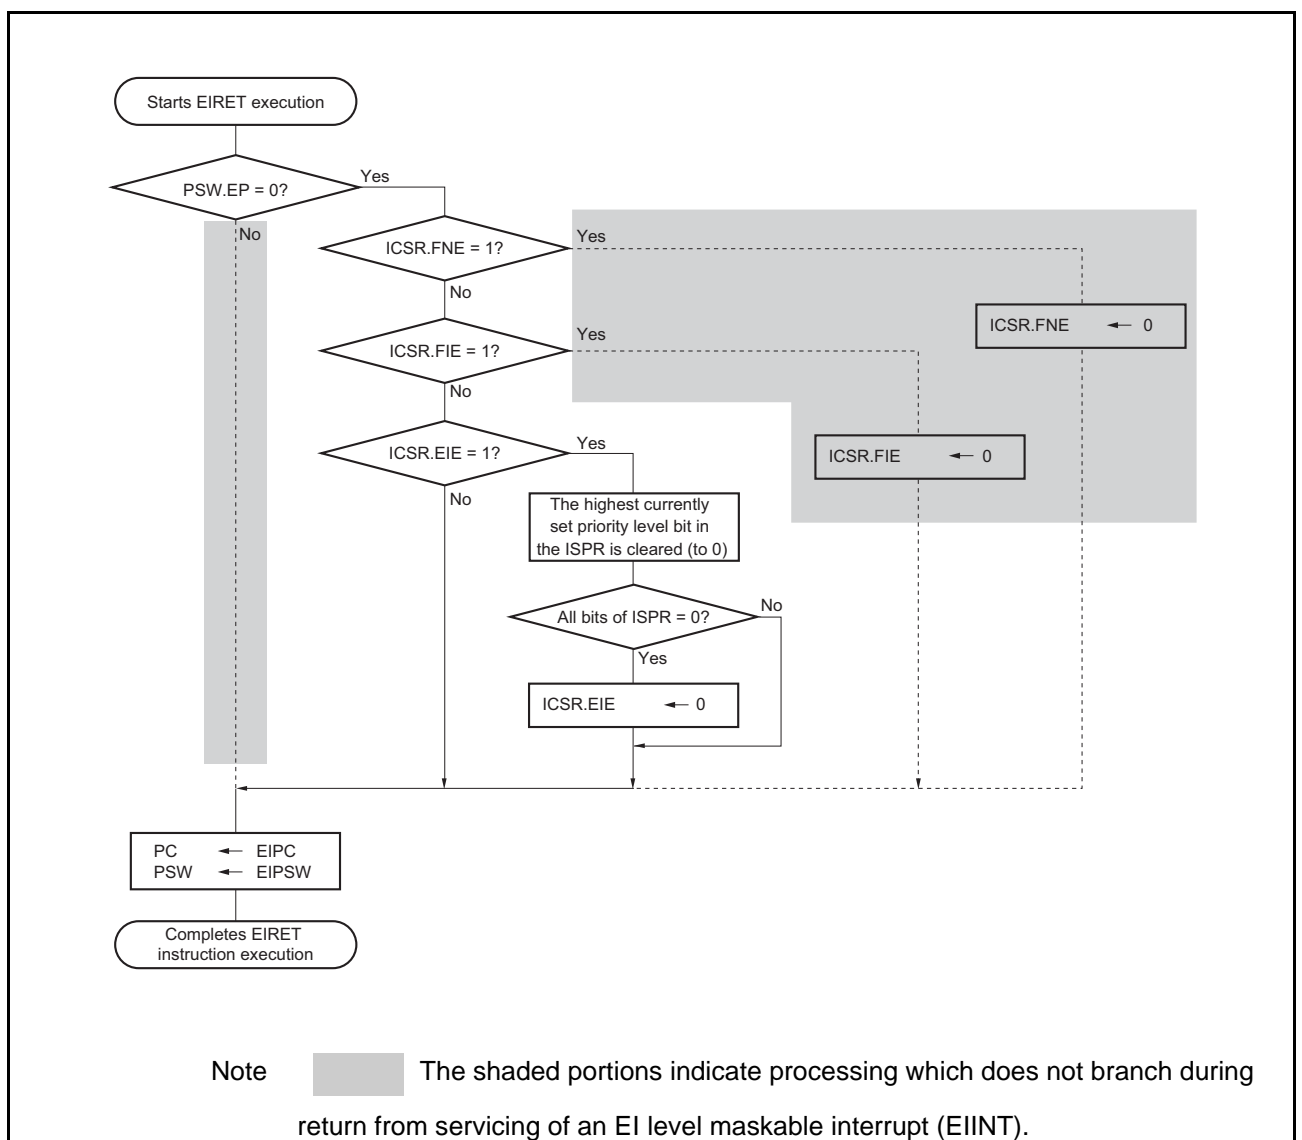 Starts EIRET execution
PSW.EP = 0?
Yes
No
ICSR.FNE = 1?
Yes
No
ICSR.FNE ← 0
ICSR.FIE = 1?
Yes
No
ICSR.FIE ← 0
ICSR.EIE = 1?
Yes
No
The highest currently
set priority level bit in
the ISPR is cleared (to 0)
All bits of ISPR = 0?
No
Yes
ICSR.EIE ← 0
PC ← EIPC
PSW ← EIPSW
Completes EIRET
instruction execution
Note The shaded portions indicate processing which does not branch during
return from servicing of an EI level maskable interrupt (EIINT).